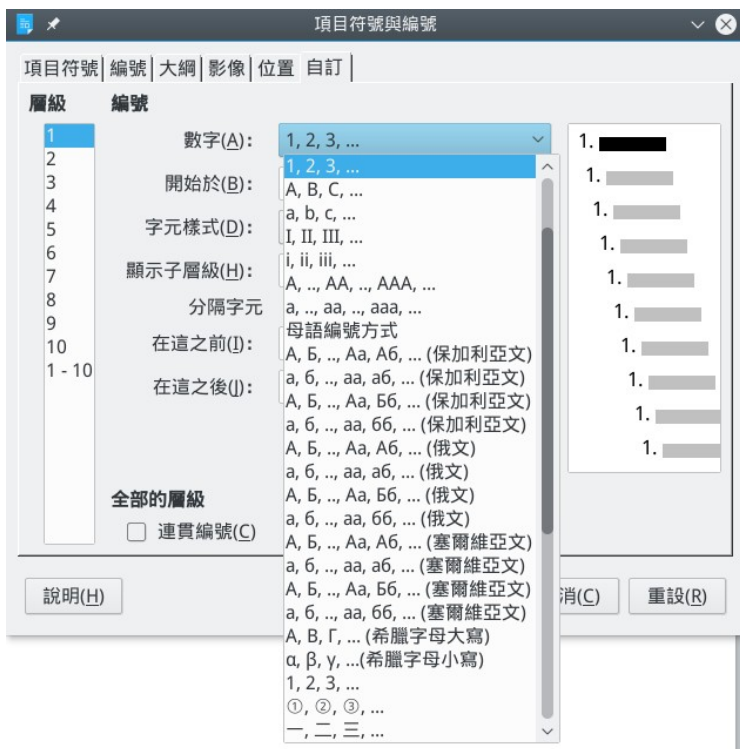 項目符號與編號
項目符號 編號 大綱 影像 位置 自訂
層級
1
2
3
4
5
6
7
8
9
10
1 - 10
編號
數字(A):
1, 2, 3, ...
開始於(B):
字元樣式(D):
顯示子層級(H):
分隔字元
在這之前(I):
在這之後(J):
全部的層級
連貫編號(C)
1, 2, 3, ...
A, B, C, ...
a, b, c, ...
I, II, III, ...
i, ii, iii, ...
A, .., AA, .., AAA, ...
a, .., aa, .., aaa, ...
母語編號方式
А, Б, .., Аа, Аб, ... (保加利亞文)
а, б, .., аа, аб, ... (保加利亞文)
А, Б, .., Аа, Бб, ... (保加利亞文)
а, б, .., аа, бб, ... (保加利亞文)
А, Б, .., Аа, Аб, ... (俄文)
а, б, .., аа, аб, ... (俄文)
А, Б, .., Аа, Бб, ... (俄文)
а, б, .., аа, бб, ... (俄文)
А, Б, .., Аа, Аб, ... (塞爾維亞文)
а, б, .., аа, аб, ... (塞爾維亞文)
А, Б, .., Аа, Бб, ... (塞爾維亞文)
а, б, .., аа, бб, ... (塞爾維亞文)
Α, Β, Γ, ... (希臘字母大寫)
α, β, γ, ...(希臘字母小寫)
1, 2, 3, ...
①, ②, ③, ...
一, 二, 三, ...
1.
1.
1.
1.
1.
1.
1.
1.
1.
1.
說明(H)
消(C)
重設(R)